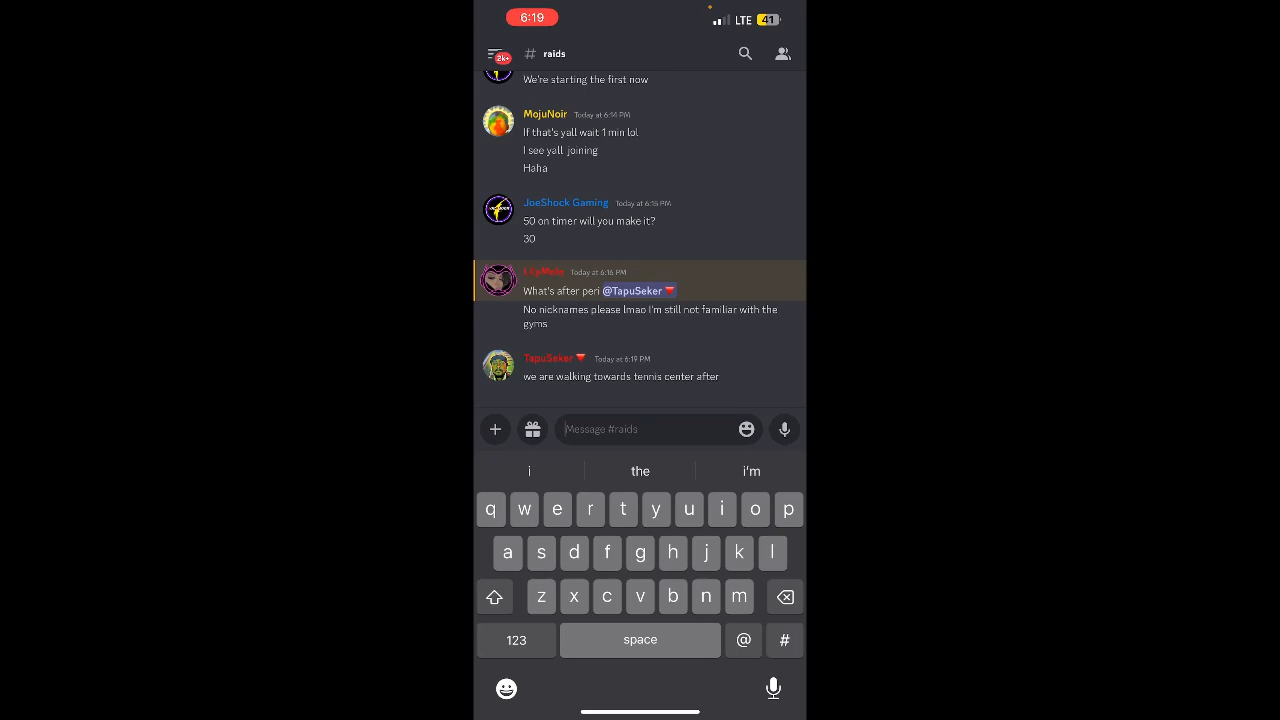 6:19
LTE 41
2k+ # raids
We're starting the first now
MojuNoir Today at 6:14 PM
If that's yall wait 1 min lol
I see yall joining
Haha
JoeShock Gaming Today at 6:15 PM
50 on timer will you make it?
30
Today at 6:16 PM
What's after peri @TapuSeker
No nicknames please lmao I'm still not familiar with the
gyms
TapuSeker Today at 6:19 PM
we are walking towards tennis center after
Message #raids
i the i'm
q w e r t y u i o p
a s d f g h j k l
z x c v b n m
123 space @ #